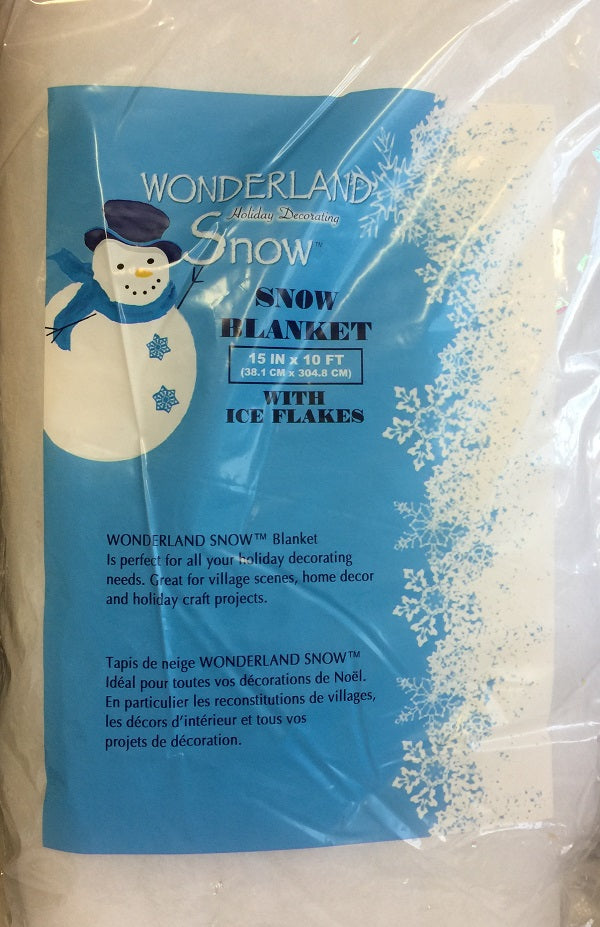 WONDERLAND
Holiday Decorating
Snow™
SNOW
BLANKET
15 IN x 10 FT
(38.1 CM x 304.8 CM)
WITH
ICE FLAKES
WONDERLAND SNOW™ Blanket
Is perfect for all your holiday decorating
needs. Great for village scenes, home decor
and holiday craft projects.
Tapis de neige WONDERLAND SNOW™
Idéal pour toutes vos décorations de Noël.
En particulier les reconstitutions de villages,
les décors d'intérieur et tous vos
projets de décoration.